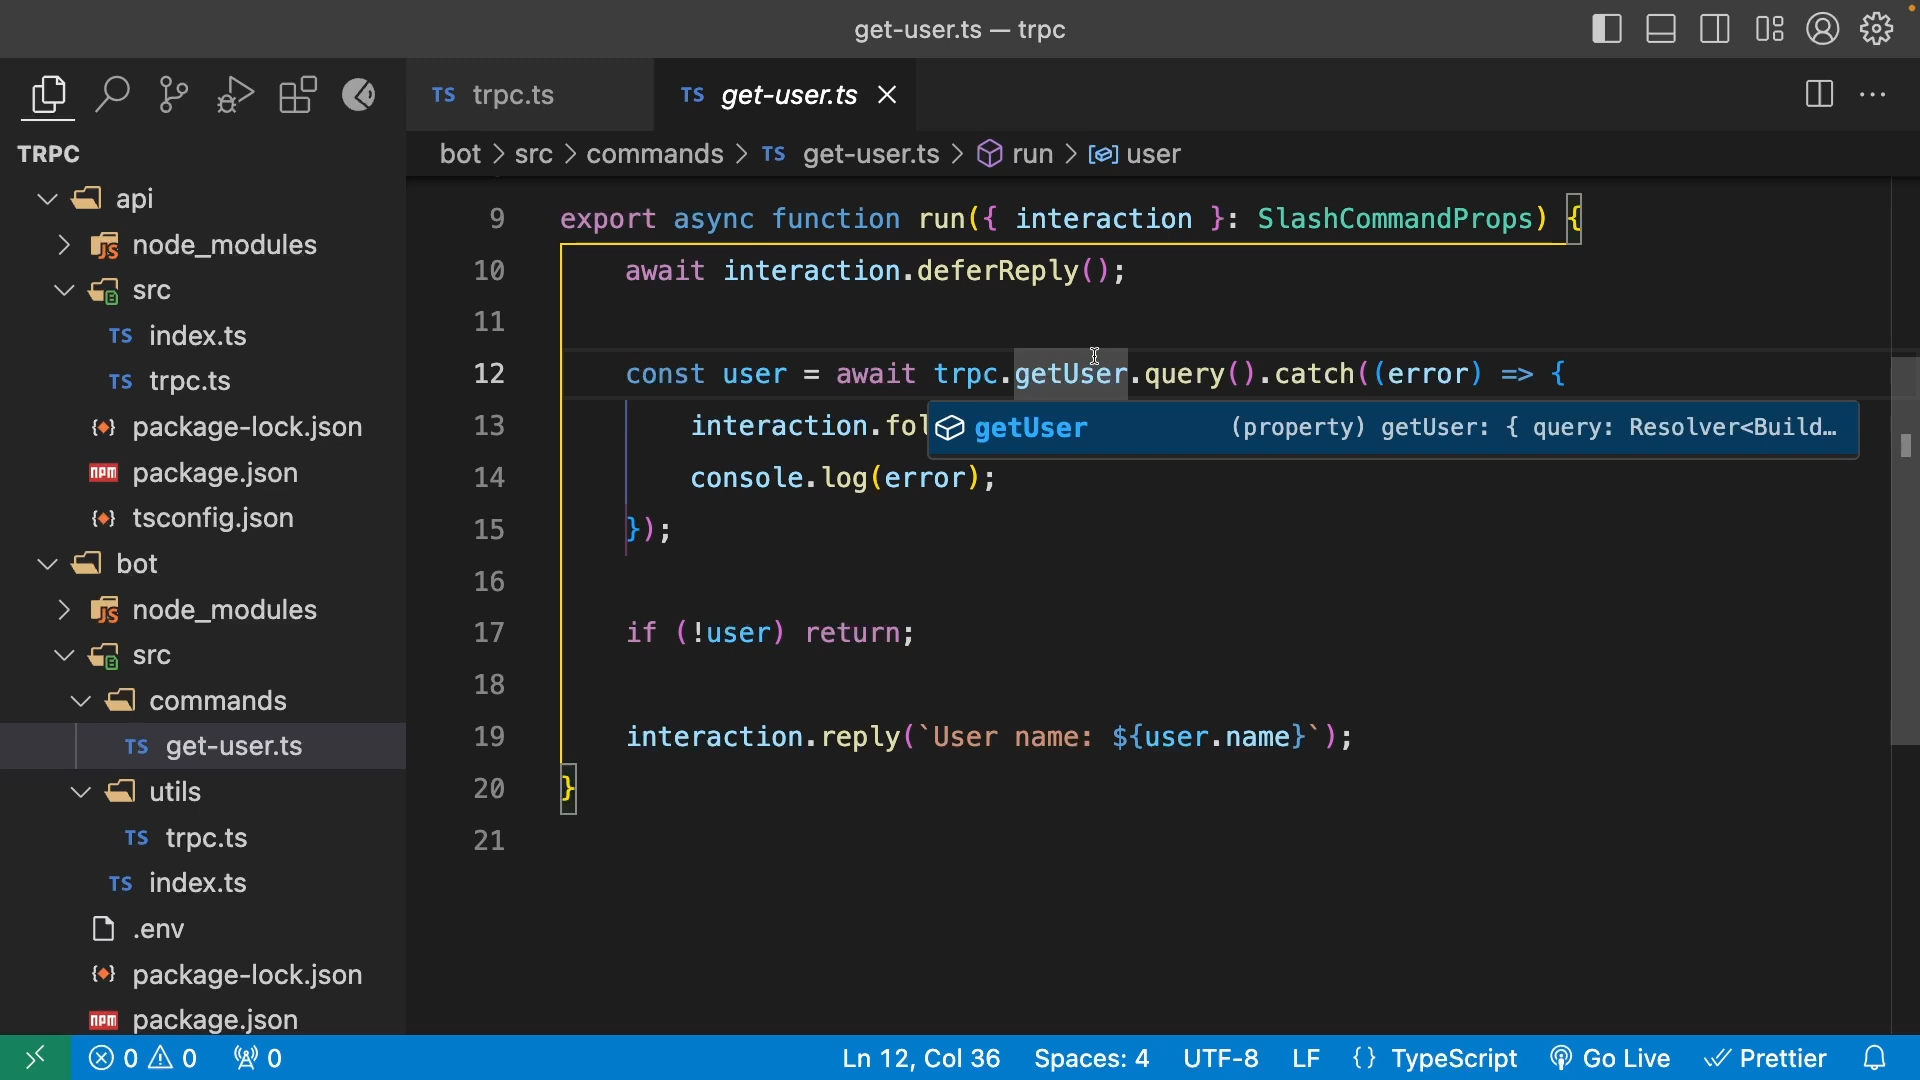 get-user.ts — trpc
TS trpc.ts
TS get-user.ts
bot > src > commands > TS get-user.ts > run > user
TRPC
api
node_modules
src
TS index.ts
TS trpc.ts
package-lock.json
package.json
tsconfig.json
bot
node_modules
src
commands
TS get-user.ts
utils
TS trpc.ts
TS index.ts
.env
package-lock.json
package.json
9 export async function run({ interaction }: SlashCommandProps) {
10 await interaction.deferReply();
11
12 const user = await trpc.getUser.query().catch((error) => {
13 interaction.fol
getUser (property) getUser: { query: Resolver<Build…
14 console.log(error);
15 });
16
17 if (!user) return;
18
19 interaction.reply(`User name: ${user.name}`);
20 }
21
0 0 0 Ln 12, Col 36 Spaces: 4 UTF-8 LF {} TypeScript Go Live Prettier